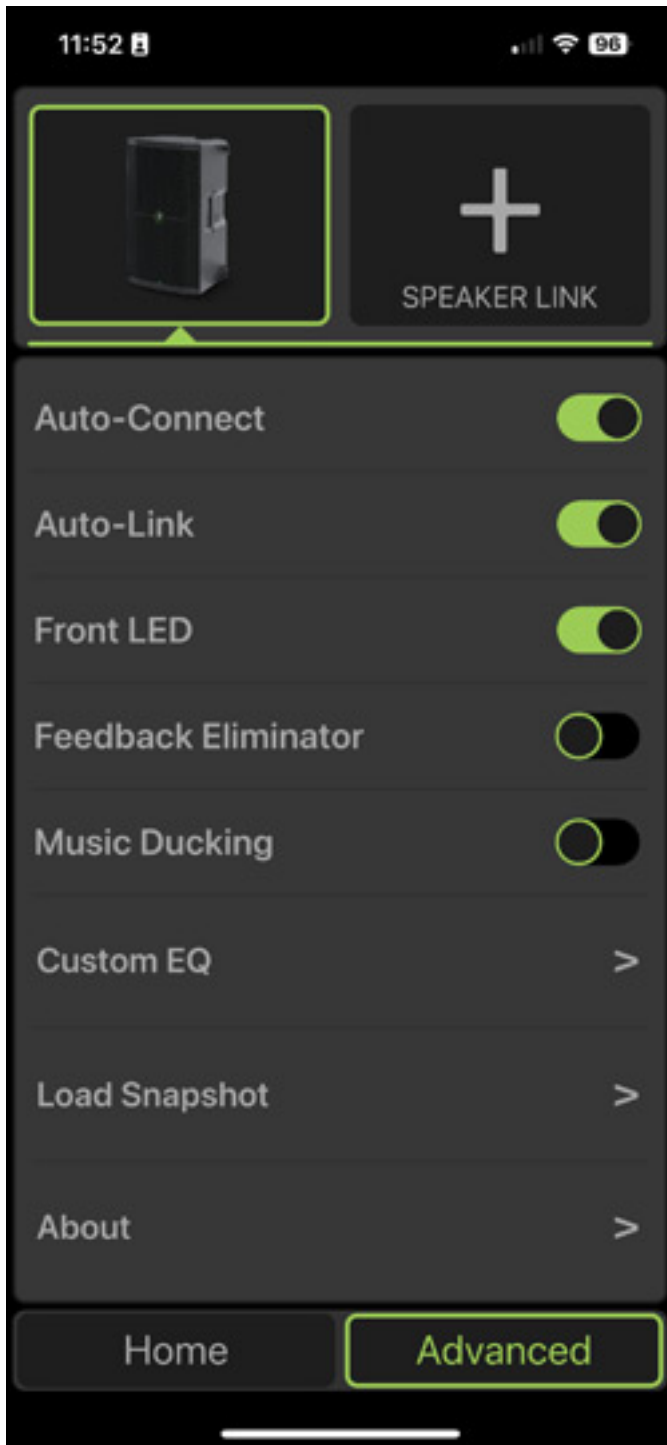 11:52
96
SPEAKER LINK
Auto-Connect
Auto-Link
Front LED
Feedback Eliminator
Music Ducking
Custom EQ >
Load Snapshot >
About >
Home
Advanced